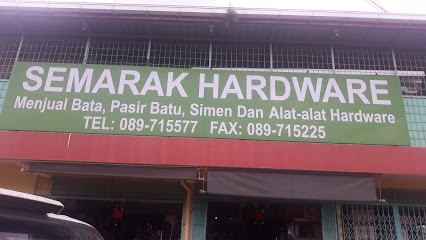 SEMARAK HARDWARE
Menjual Bata, Pasir Batu, Simen Dan Alat-alat Hardware
TEL: 089-715577 FAX: 089-715225